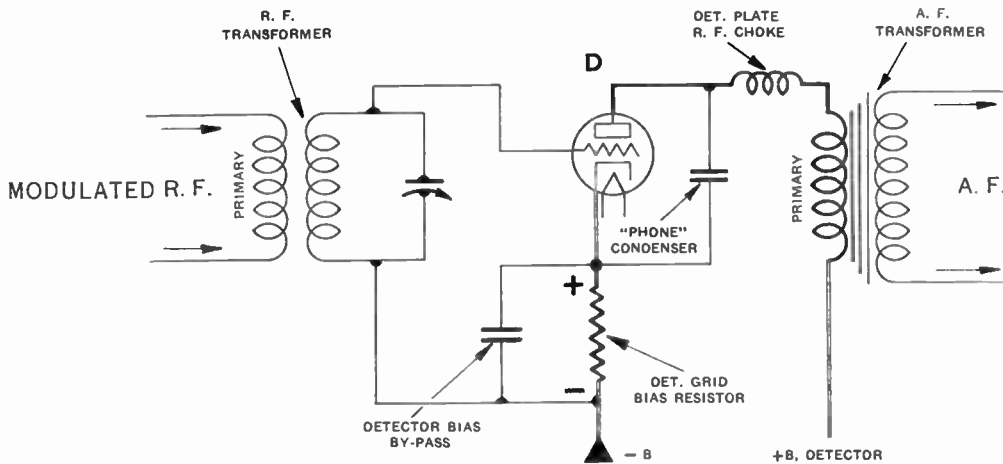 R. F.
TRANSFORMER
DET. PLATE
R. F. CHOKE
A. F.
TRANSFORMER
D
MODULATED R. F.
PRIMARY
"PHONE"
CONDENSER
PRIMARY
A. F.
+
-
DET. GRID
BIAS RESISTOR
DETECTOR BIAS
BY-PASS
- B
+B, DETECTOR